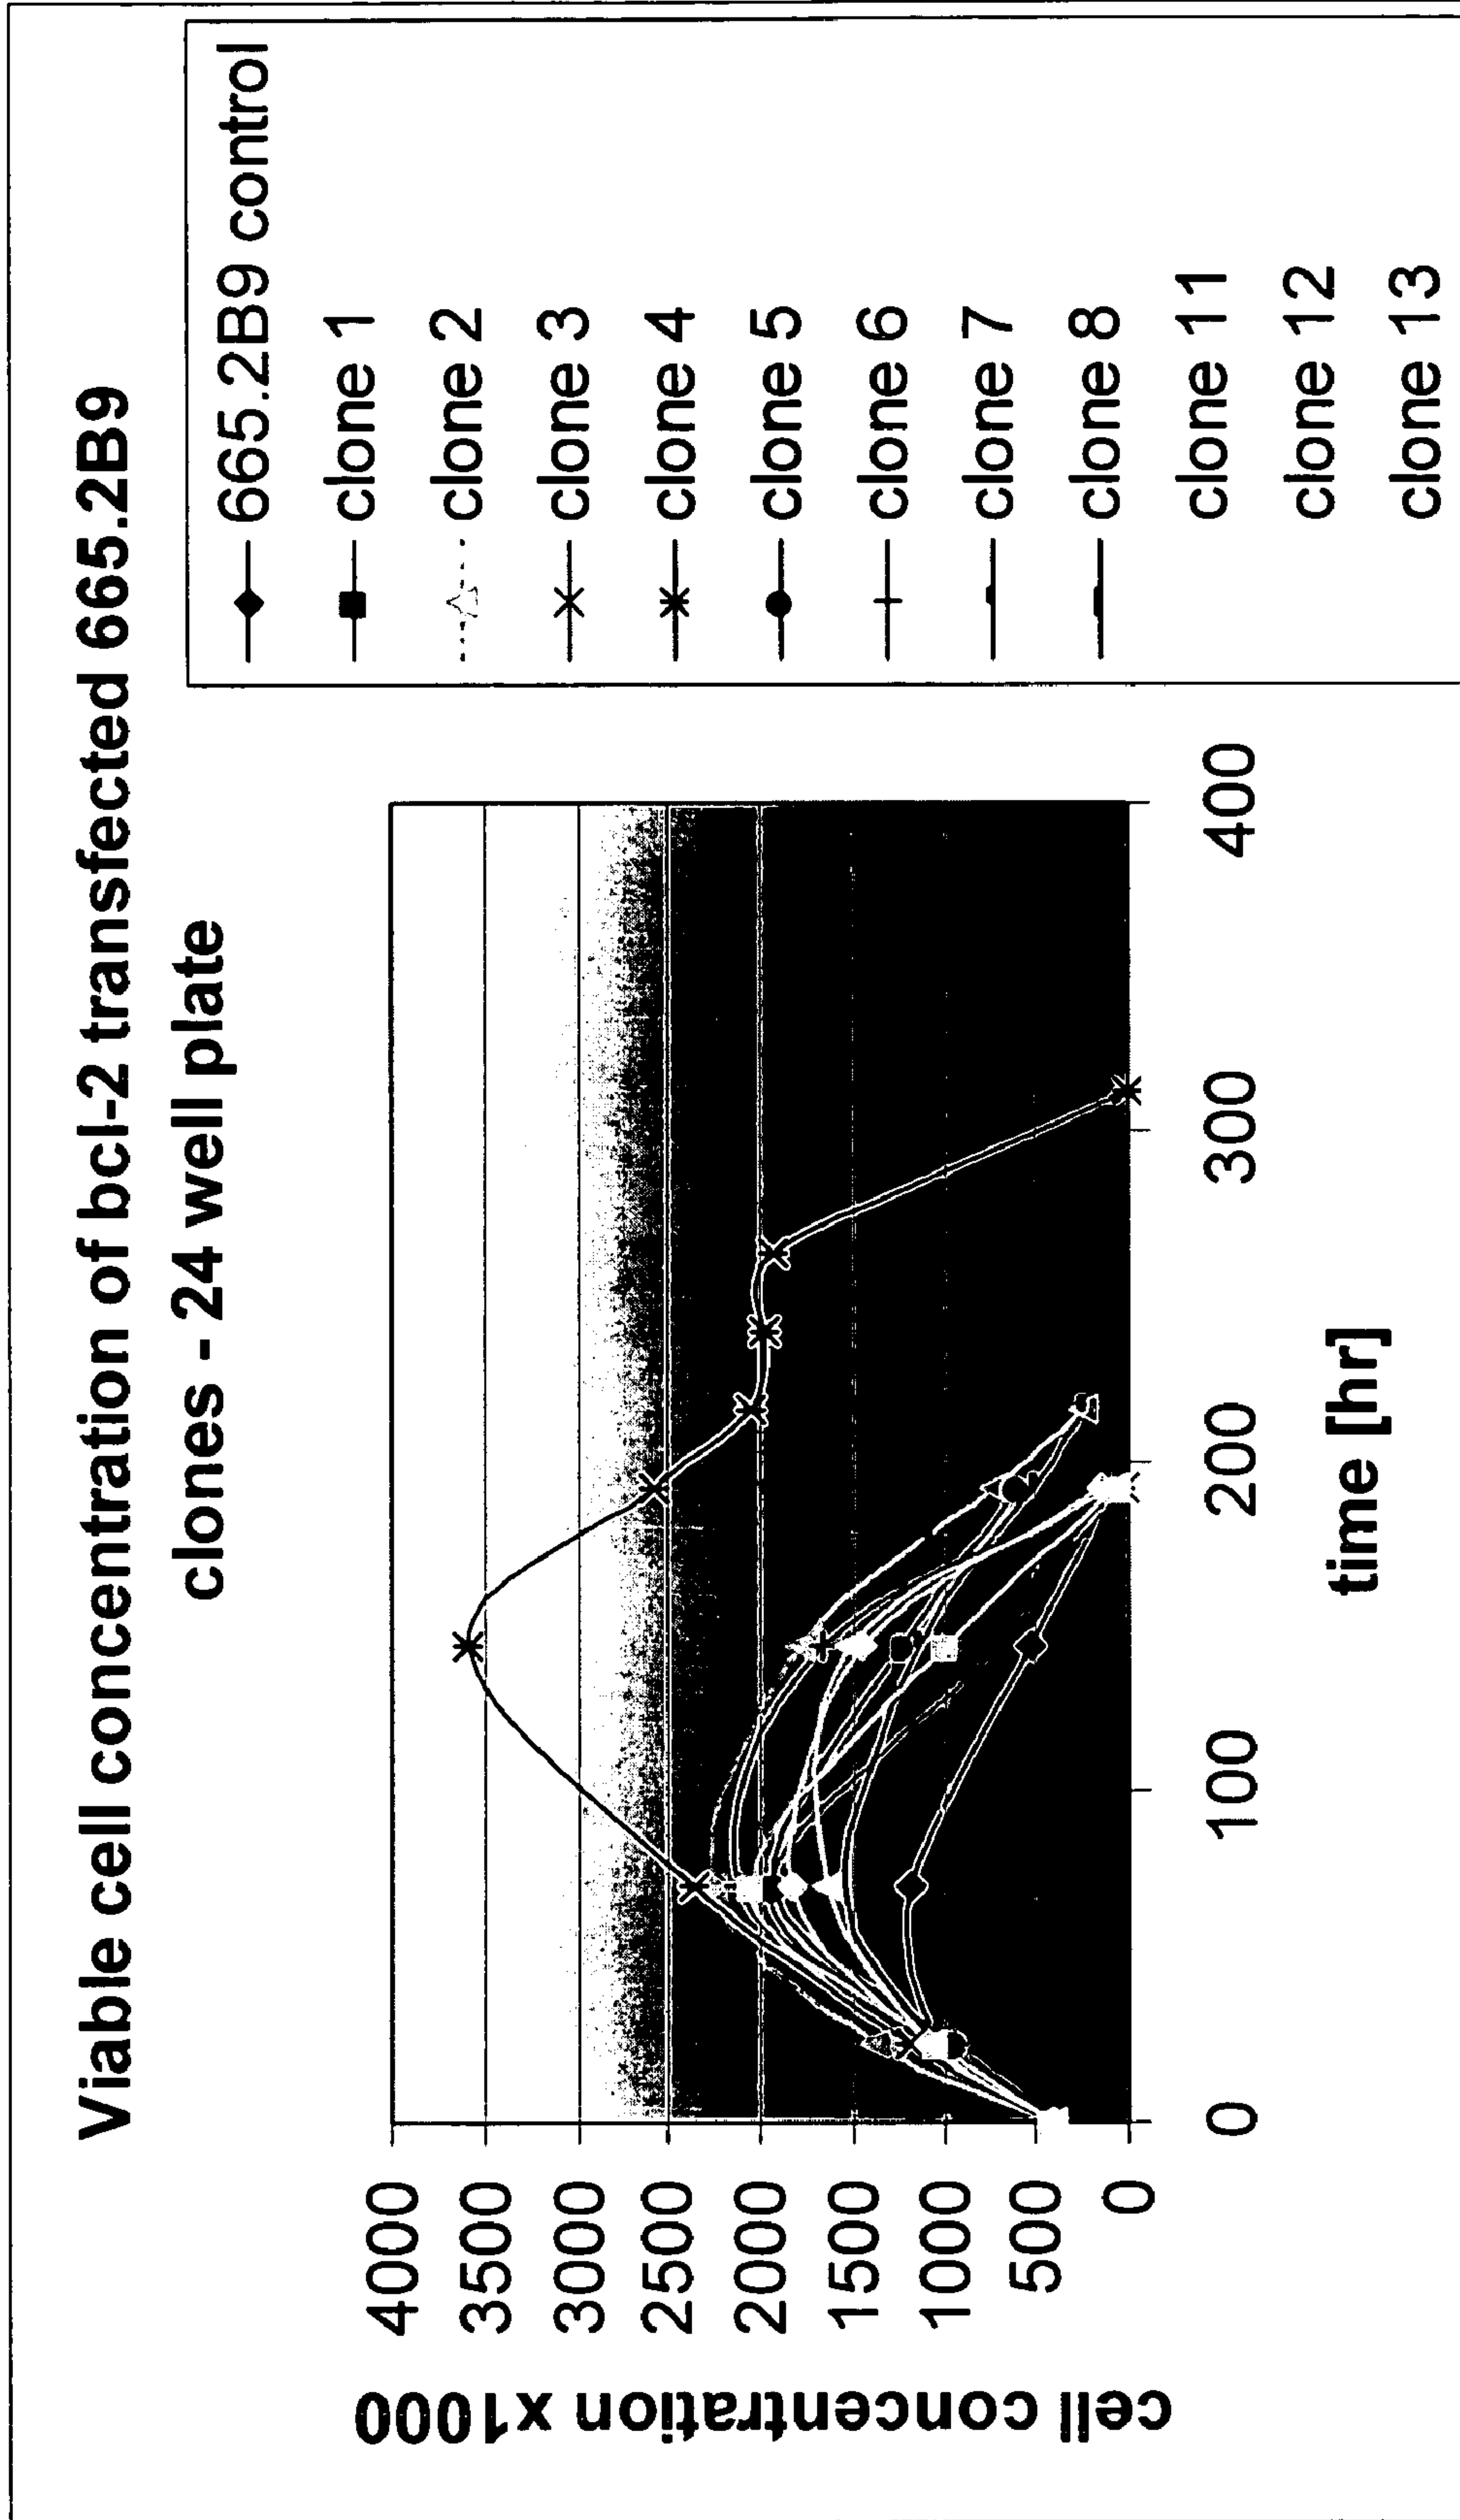 Viable cell concentration of bcl-2 transfected 665.2B9
clones - 24 well plate
cell concentration x1000
4000
3500
3000
2500
2000
1500
1000
500
0
0
100
200
300
400
time [hr]
665.2B9 control
clone 1
clone 2
clone 3
clone 4
clone 5
clone 6
clone 7
clone 8
clone 11
clone 12
clone 13